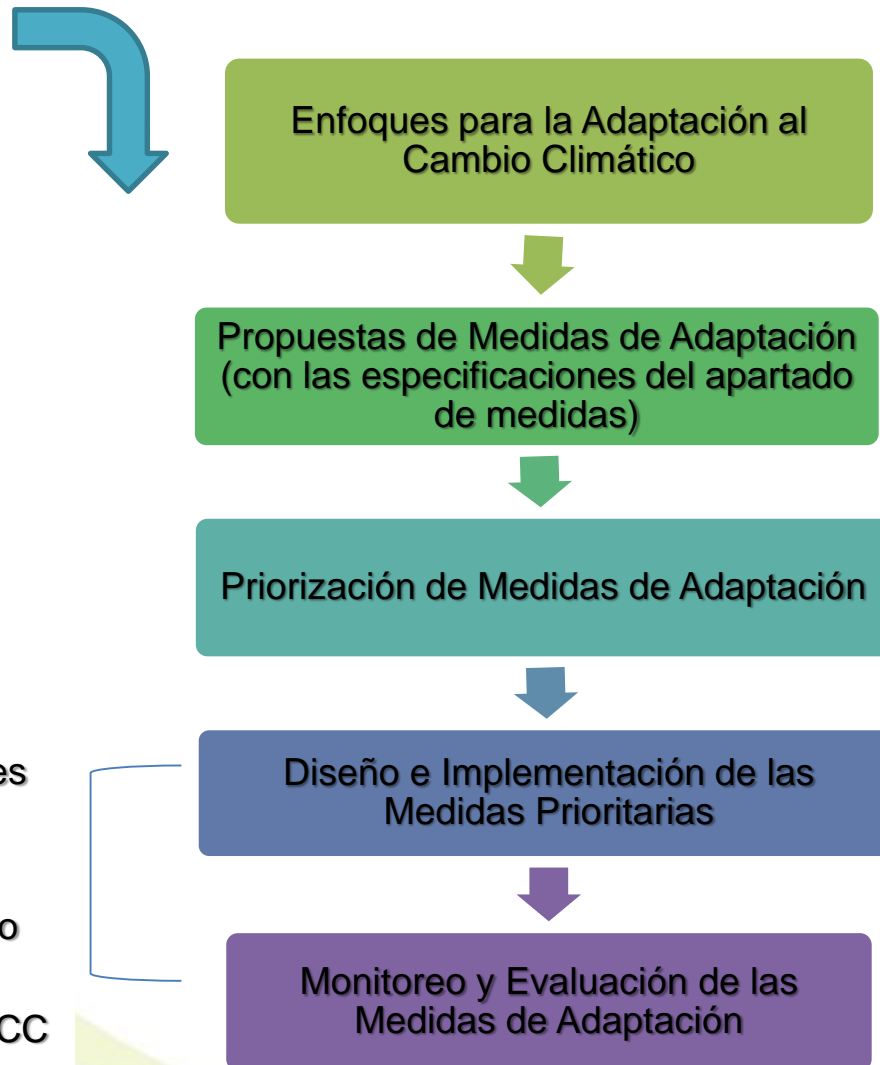 Enfoques para la Adaptación al
Cambio Climático
Propuestas de Medidas de Adaptación
(con las especificaciones del apartado
de medidas)
Priorización de Medidas de Adaptación
Diseño e Implementación de las
Medidas Prioritarias
Monitoreo y Evaluación de las
Medidas de Adaptación